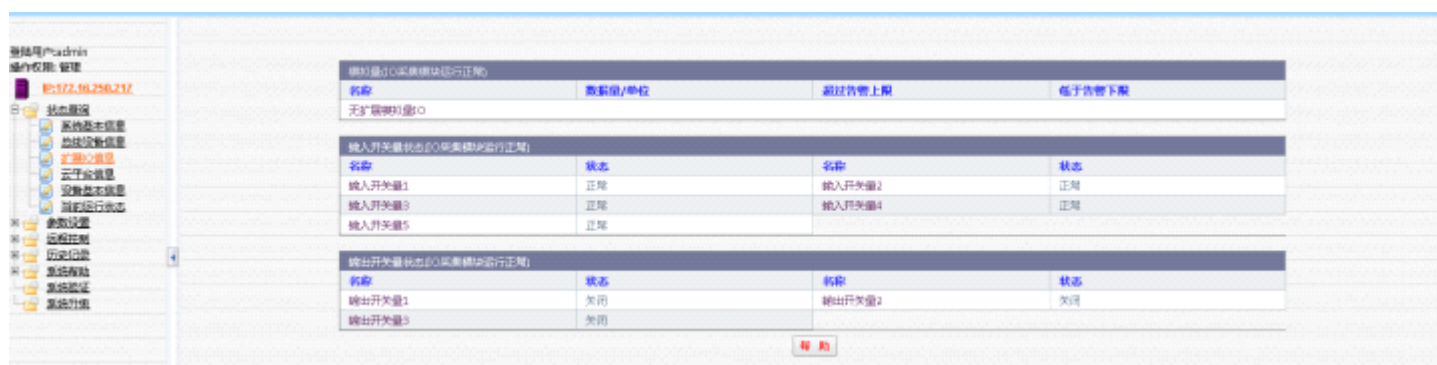 登陆用户:admin
操作权限: 管理
IP:172.16.250.217
状态查询
系统基本信息
总线设备信息
扩展IO信息
云平台信息
设备基本信息
当前运行状态
参数设置
远程控制
历史记录
系统帮助
系统验证
系统升级
模拟量(IO采集模块运行正常)
名称 数据量/单位 超过告警上限 低于告警下限
无扩展模拟量IO
输入开关量状态(IO采集模块运行正常)
名称 状态 名称 状态
输入开关量1 正常 输入开关量2 正常
输入开关量3 正常 输入开关量4 正常
输入开关量5 正常
输出开关量状态(IO采集模块运行正常)
名称 状态 名称 状态
输出开关量1 关闭 输出开关量2 关闭
输出开关量3 关闭
帮 助